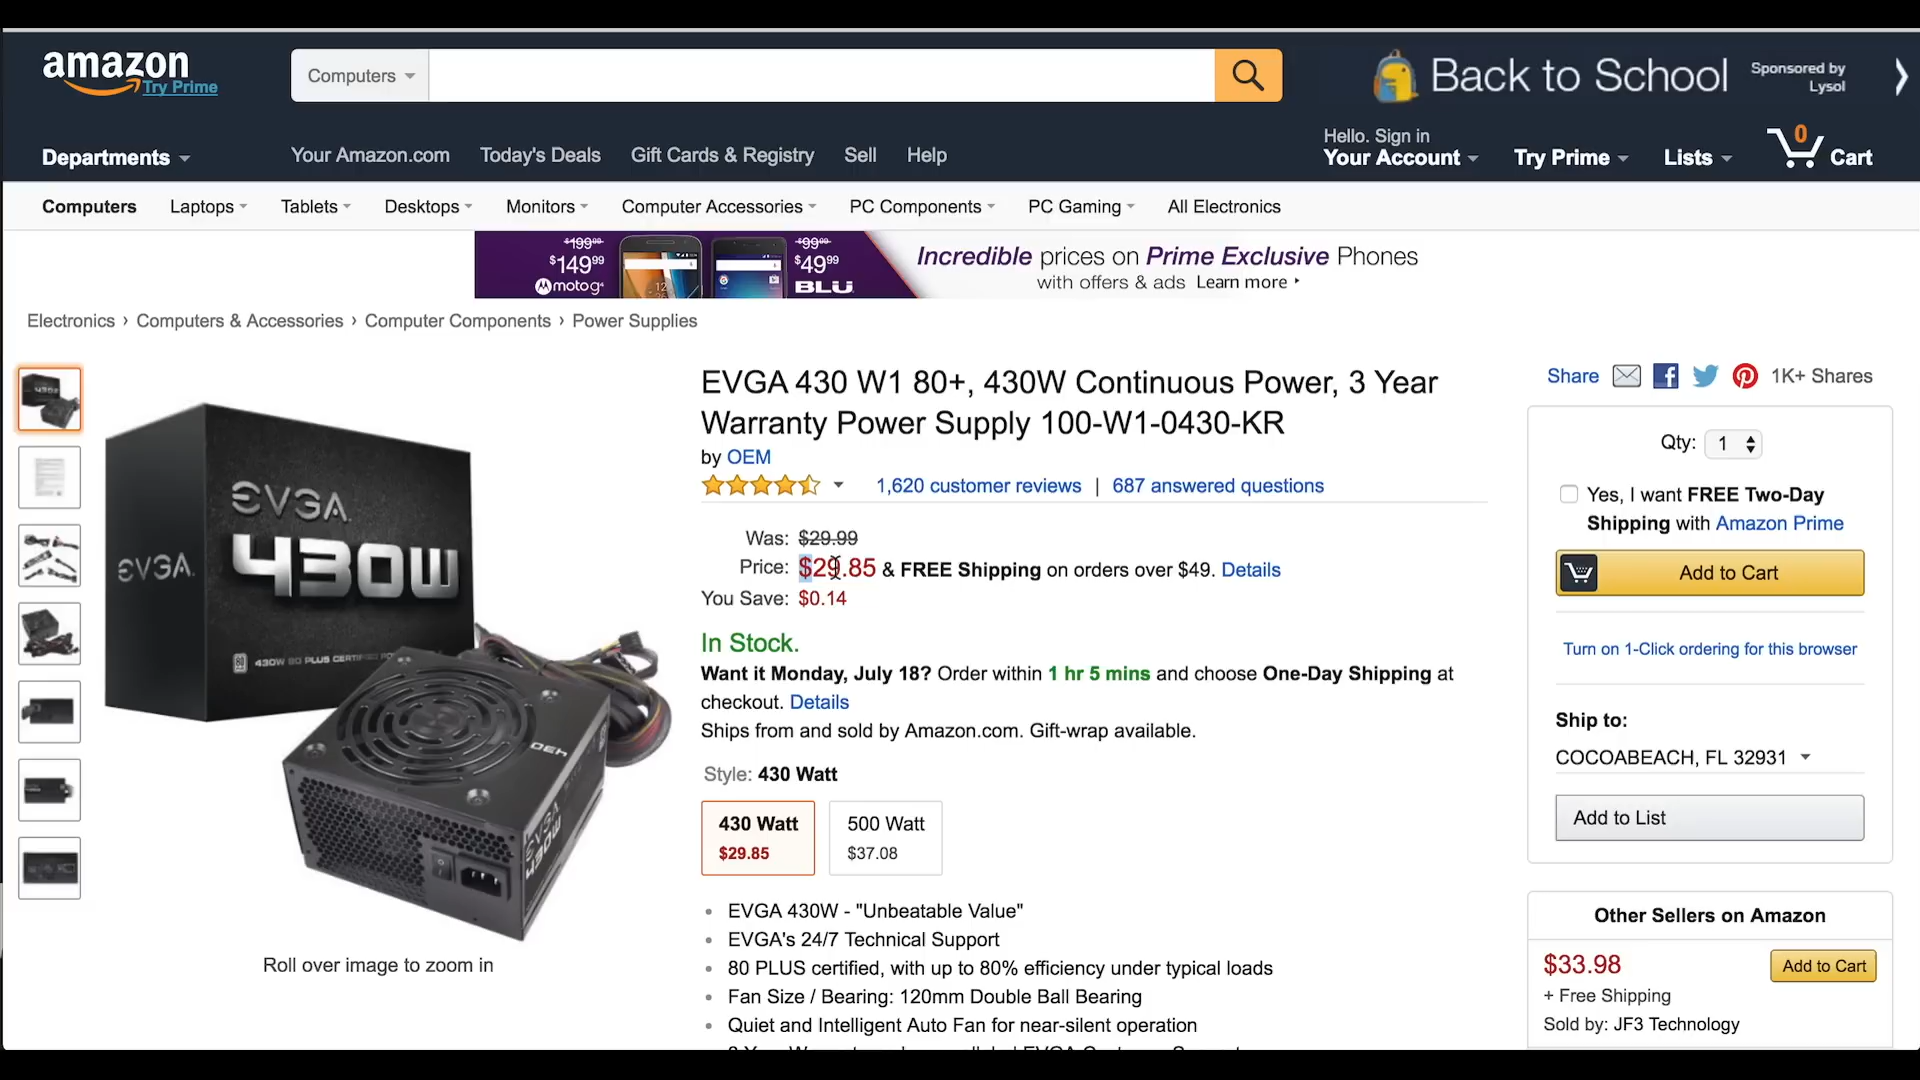 amazon
Try Prime
Computers
Back to School
Sponsored by
Lysol
Departments
Your Amazon.com
Today's Deals
Gift Cards & Registry
Sell
Help
Hello. Sign in
Your Account
Try Prime
Lists
0
Cart
Computers
Laptops
Tablets
Desktops
Monitors
Computer Accessories
PC Components
PC Gaming
All Electronics
$199.99
$149.99
moto g4
$99.99
$49.99
BLU
Incredible prices on Prime Exclusive Phones
with offers & ads Learn more
Electronics › Computers & Accessories › Computer Components › Power Supplies
EVGA
EVGA
430W
EVGA 430 W1 80+, 430W Continuous Power, 3 Year
Warranty Power Supply 100-W1-0430-KR
by OEM
1,620 customer reviews | 687 answered questions
Was: $29.99
Price: $29.85 & FREE Shipping on orders over $49. Details
You Save: $0.14
In Stock.
Want it Monday, July 18? Order within 1 hr 5 mins and choose One-Day Shipping at
checkout. Details
Ships from and sold by Amazon.com. Gift-wrap available.
Style: 430 Watt
430 Watt
$29.85
500 Watt
$37.08
EVGA 430W - "Unbeatable Value"
EVGA's 24/7 Technical Support
80 PLUS certified, with up to 80% efficiency under typical loads
Fan Size / Bearing: 120mm Double Ball Bearing
Quiet and Intelligent Auto Fan for near-silent operation
Roll over image to zoom in
Share
1K+ Shares
Qty: 1
Yes, I want FREE Two-Day
Shipping with Amazon Prime
Add to Cart
Turn on 1-Click ordering for this browser
Ship to:
COCOABEACH, FL 32931
Add to List
Other Sellers on Amazon
$33.98
Add to Cart
+ Free Shipping
Sold by: JF3 Technology